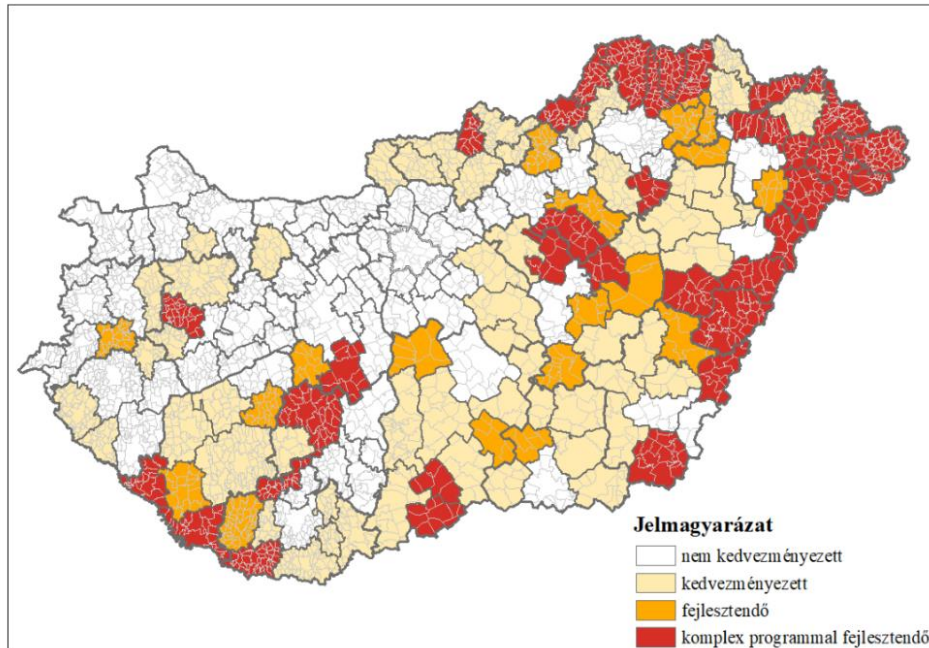 Jelmagyarázat
nem kedvezményezett
kedvezményezett
fejlesztendő
komplex programmal fejlesztendő